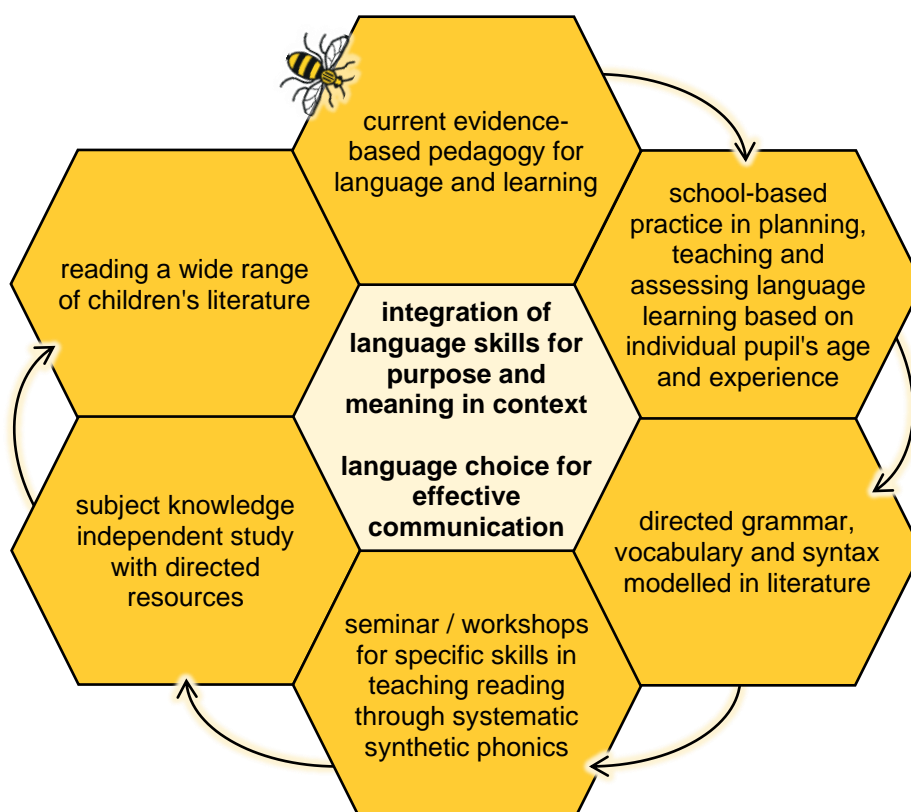 current evidence-
based pedagogy for
language and learning
school-based
practice in planning,
teaching and
assessing language
learning based on
individual pupil's age
and experience
directed grammar,
vocabulary and syntax
modelled in literature
seminar / workshops
for specific skills in
teaching reading
through systematic
synthetic phonics
subject knowledge
independent study
with directed
resources
reading a wide range
of children's literature
integration of
language skills for
purpose and
meaning in context
language choice for
effective
communication